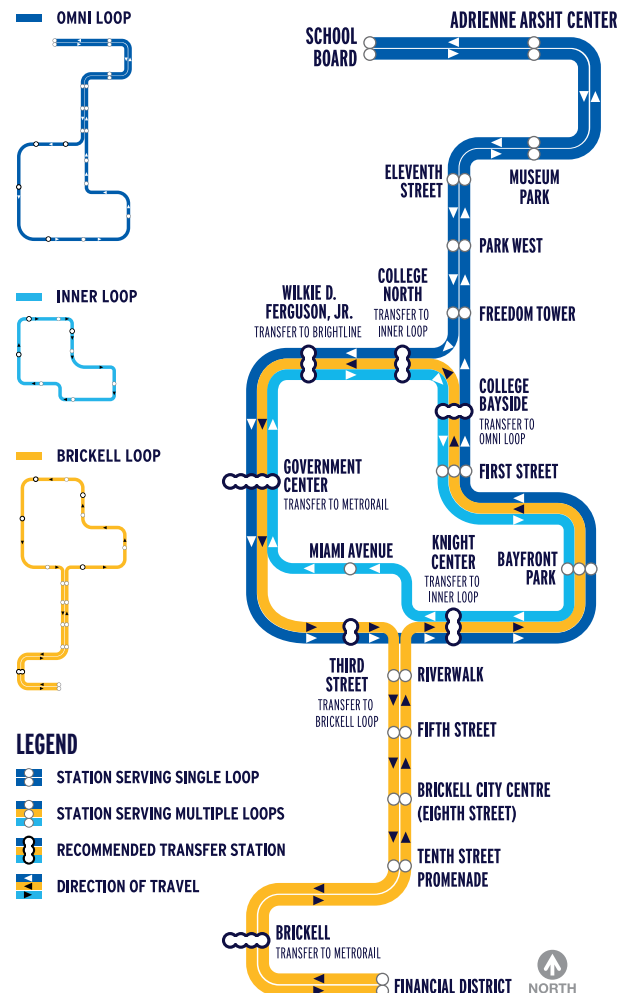 OMNI LOOP
INNER LOOP
BRICKELL LOOP
ADRIENNE ARSHT CENTER
SCHOOL
BOARD
MUSEUM
PARK
ELEVENTH
STREET
PARK WEST
FREEDOM TOWER
WILKIE D.
FERGUSON, JR.
TRANSFER TO BRIGHTLINE
COLLEGE
NORTH
TRANSFER TO
INNER LOOP
COLLEGE
BAYSIDE
TRANSFER TO
OMNI LOOP
FIRST STREET
GOVERNMENT
CENTER
TRANSFER TO METRORAIL
MIAMI AVENUE
KNIGHT
CENTER
TRANSFER TO
INNER LOOP
BAYFRONT
PARK
THIRD
STREET
TRANSFER TO
BRICKELL LOOP
RIVERWALK
FIFTH STREET
BRICKELL CITY CENTRE
(EIGHTH STREET)
TENTH STREET
PROMENADE
BRICKELL
TRANSFER TO METRORAIL
FINANCIAL DISTRICT
NORTH
LEGEND
STATION SERVING SINGLE LOOP
STATION SERVING MULTIPLE LOOPS
RECOMMENDED TRANSFER STATION
DIRECTION OF TRAVEL